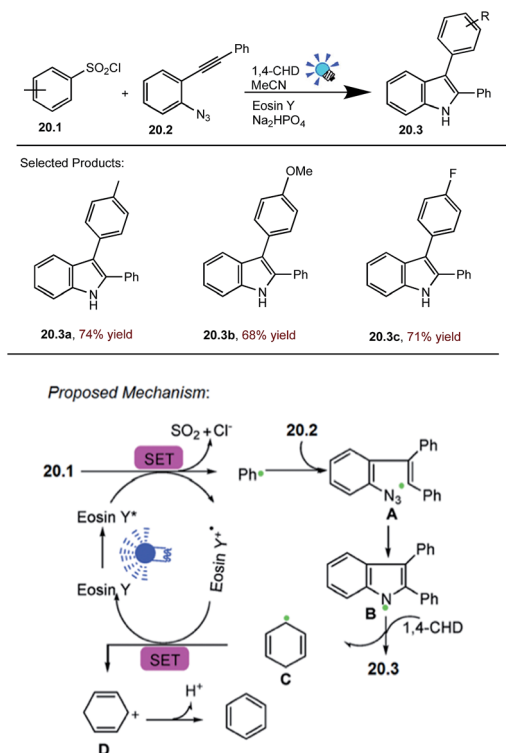 R
SO2Cl
Ph
1,4-CHD
MeCN
Eosin Y
Na2HPO4
+
N3
Ph
N
H
20.1
20.2
20.3
Selected Products:
OMe
F
Ph
N
H
Ph
N
H
Ph
N
H
20.3a, 74% yield
20.3b, 68% yield
20.3c, 71% yield
Proposed Mechanism:
SO2 + Cl-
20.2
SET
20.1
Ph•
Ph
Ph
N3
A
Eosin Y*
Eosin Y+•
Eosin Y
Ph
Ph
N
B
1,4-CHD
C
20.3
SET
H+
+
D